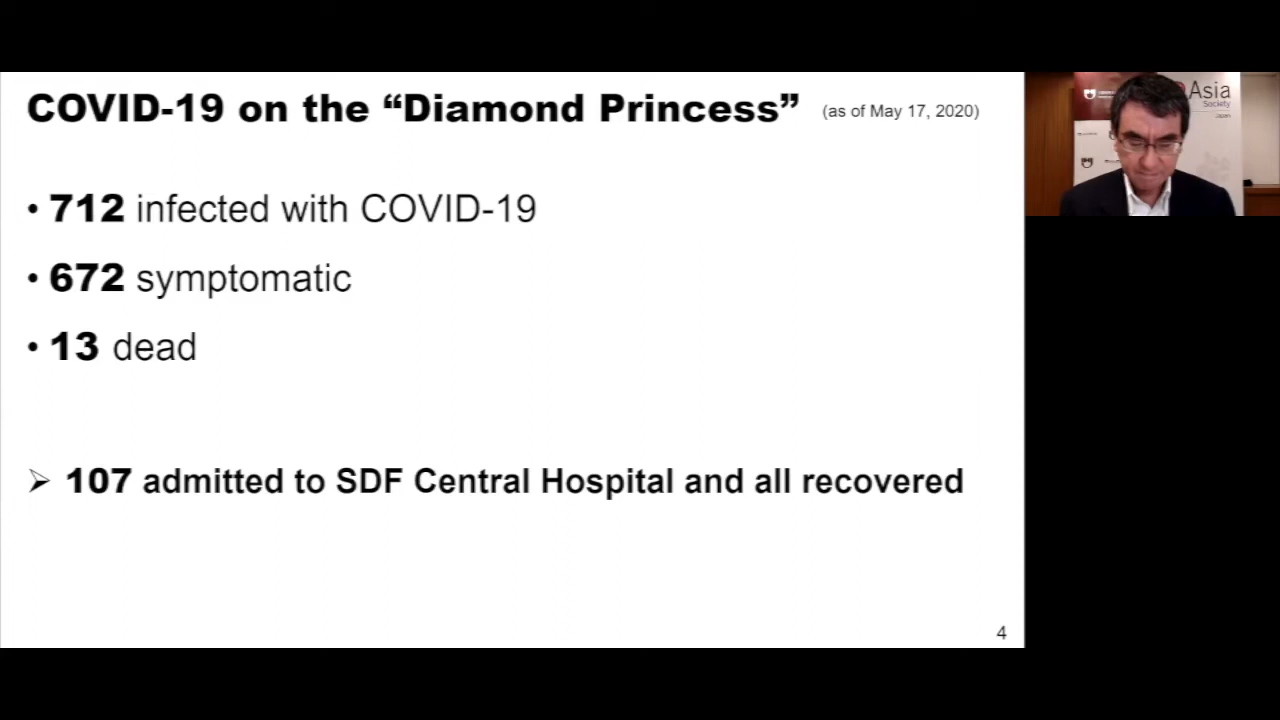 COVID-19 on the “Diamond Princess” (as of May 17, 2020)
• 712 infected with COVID-19
• 672 symptomatic
• 13 dead
➢ 107 admitted to SDF Central Hospital and all recovered
4
Asia
Society
Japan